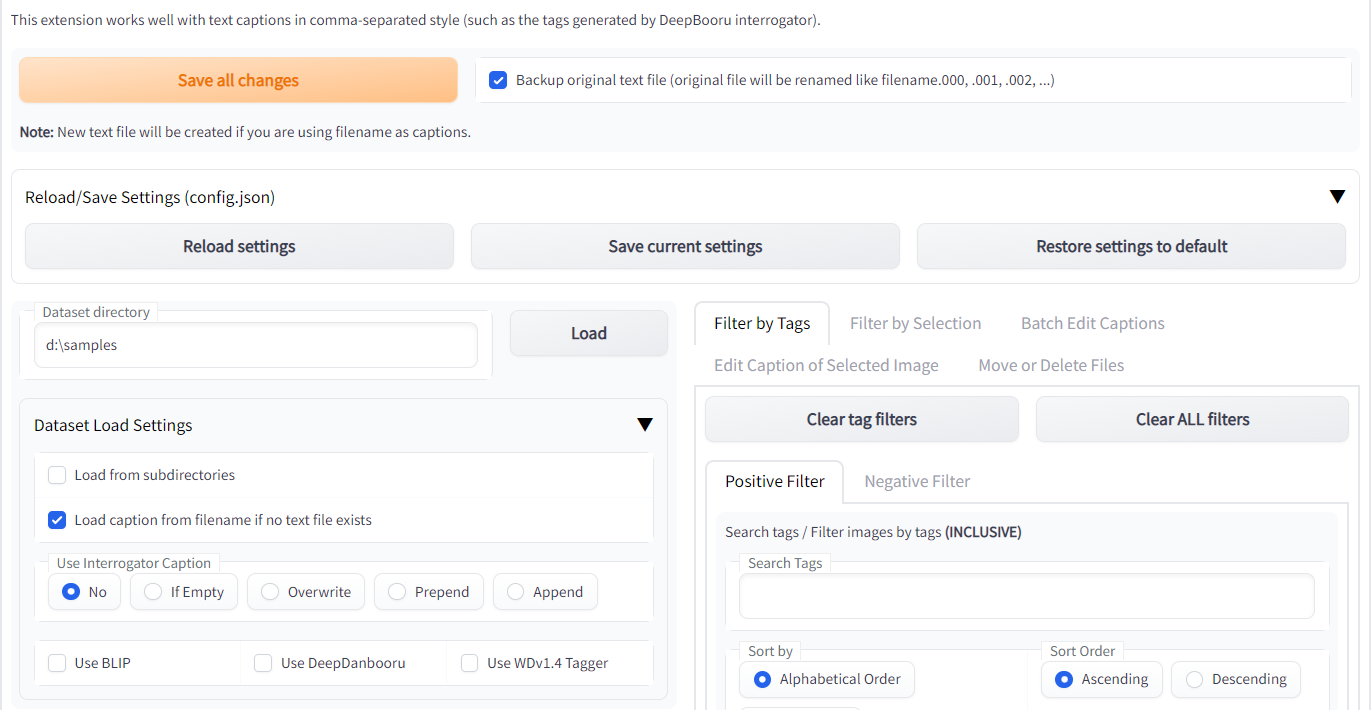 This extension works well with text captions in comma-separated style (such as the tags generated by DeepBooru interrogator).
Save all changes
Backup original text file (original file will be renamed like filename.000, .001, .002, ...)
Note: New text file will be created if you are using filename as captions.
Reload/Save Settings (config.json)
Reload settings
Save current settings
Restore settings to default
Dataset directory
d:\samples
Load
Dataset Load Settings
Load from subdirectories
Load caption from filename if no text file exists
Use Interrogator Caption
No
If Empty
Overwrite
Prepend
Append
Use BLIP
Use DeepDanbooru
Use WDv1.4 Tagger
Filter by Tags
Filter by Selection
Batch Edit Captions
Edit Caption of Selected Image
Move or Delete Files
Clear tag filters
Clear ALL filters
Positive Filter
Negative Filter
Search tags / Filter images by tags (INCLUSIVE)
Search Tags
Sort by
Alphabetical Order
Sort Order
Ascending
Descending